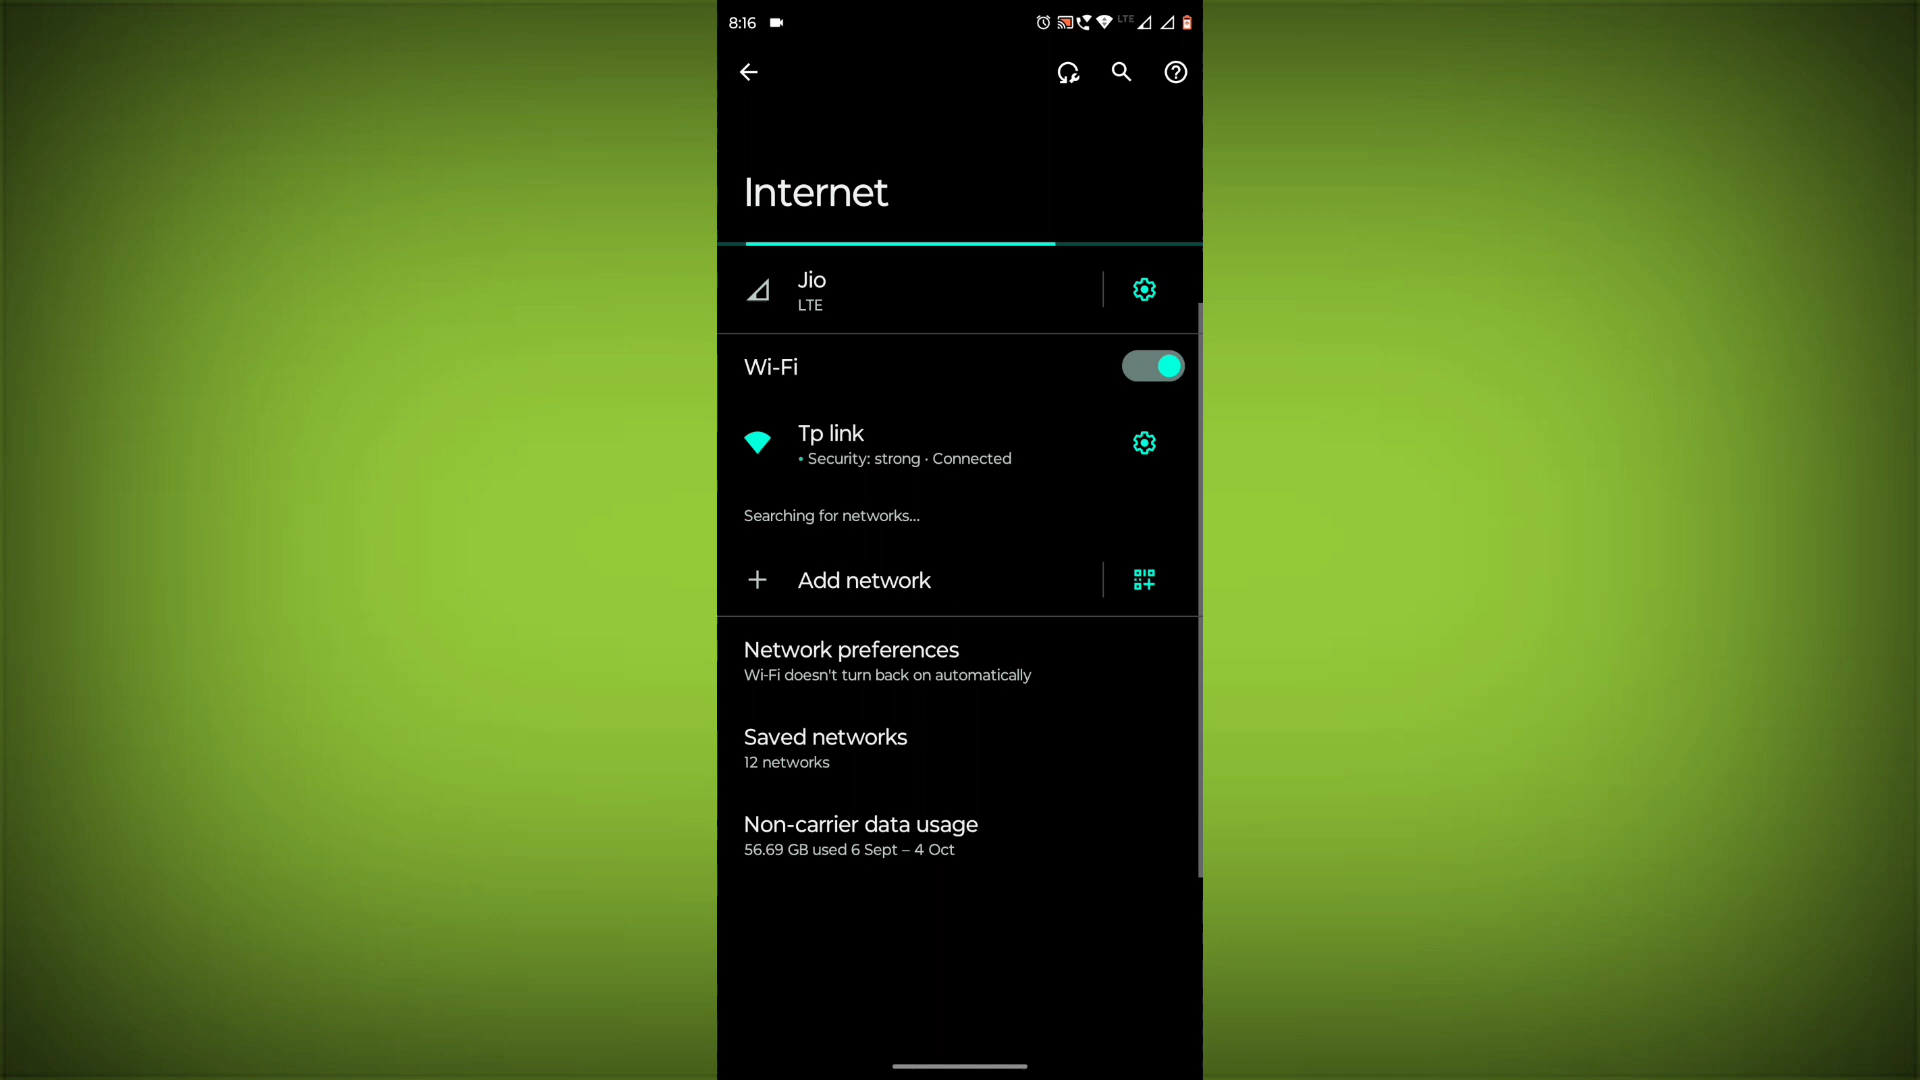 8:16
LTE
Internet
Jio
LTE
Wi-Fi
Tp link
• Security: strong · Connected
Searching for networks...
Add network
Network preferences
Wi-Fi doesn't turn back on automatically
Saved networks
12 networks
Non-carrier data usage
56.69 GB used 6 Sept – 4 Oct